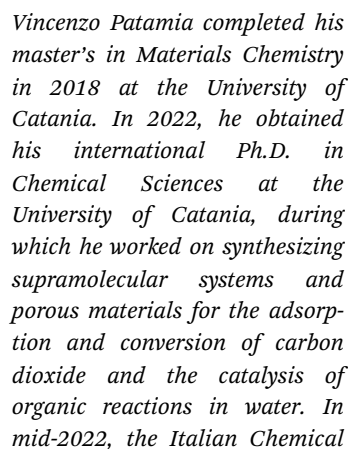 Vincenzo Patamia completed his
master's in Materials Chemistry
in 2018 at the University of
Catania. In 2022, he obtained
his international Ph.D. in
Chemical Sciences at the
University of Catania, during
which he worked on synthesizing
supramolecular systems and
porous materials for the adsorp-
tion and conversion of carbon
dioxide and the catalysis of
organic reactions in water. In
mid-2022, the Italian Chemical